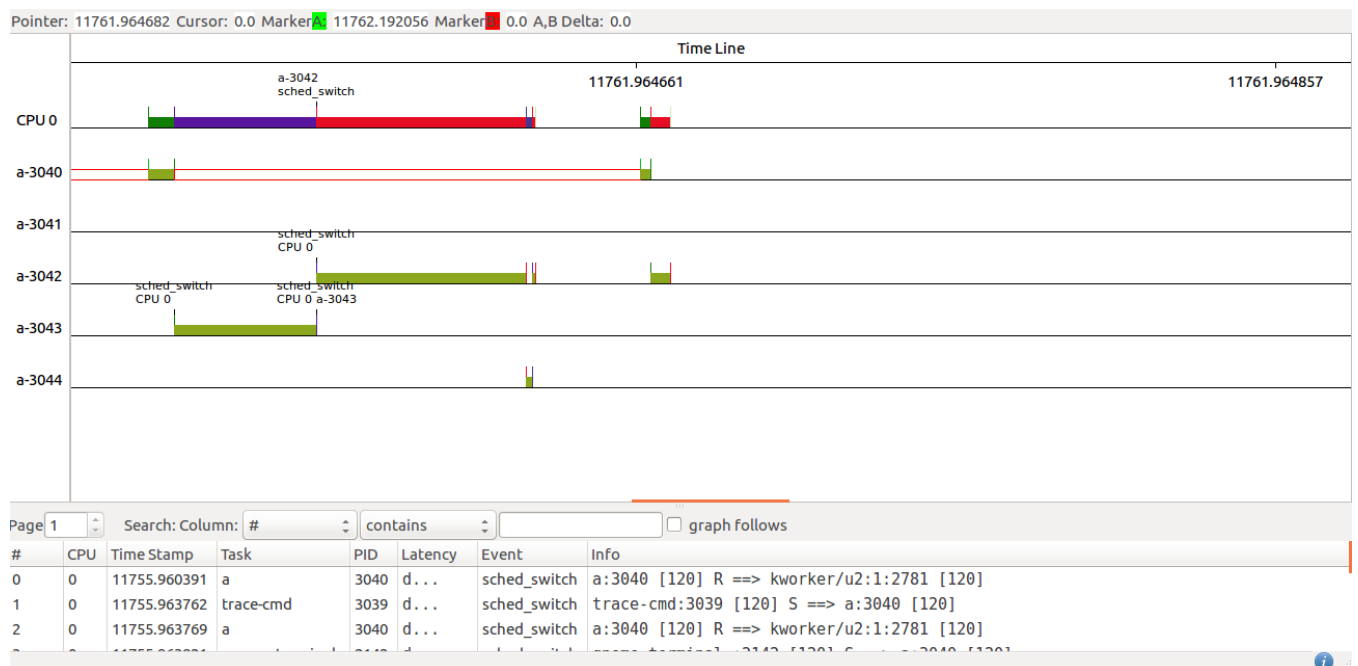 Pointer: 11761.964682 Cursor: 0.0 Marker A: 11762.192056 Marker B: 0.0 A,B Delta: 0.0
Time Line
11761.964661 11761.964857
a-3042
sched_switch
CPU 0
a-3040
a-3041
sched_switch
CPU 0
a-3042
sched_switch sched_switch
CPU 0 CPU 0 a-3043
a-3043
a-3044
Page 1 Search: Column: # contains graph follows
# CPU Time Stamp Task PID Latency Event Info
0 0 11755.960391 a 3040 d... sched_switch a:3040 [120] R ==> kworker/u2:1:2781 [120]
1 0 11755.963762 trace-cmd 3039 d... sched_switch trace-cmd:3039 [120] S ==> a:3040 [120]
2 0 11755.963769 a 3040 d... sched_switch a:3040 [120] R ==> kworker/u2:1:2781 [120]